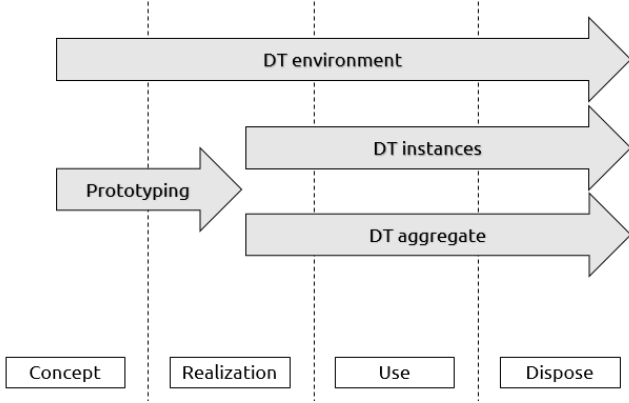 DT environment
DT instances
Prototyping
DT aggregate
Concept
Realization
Use
Dispose